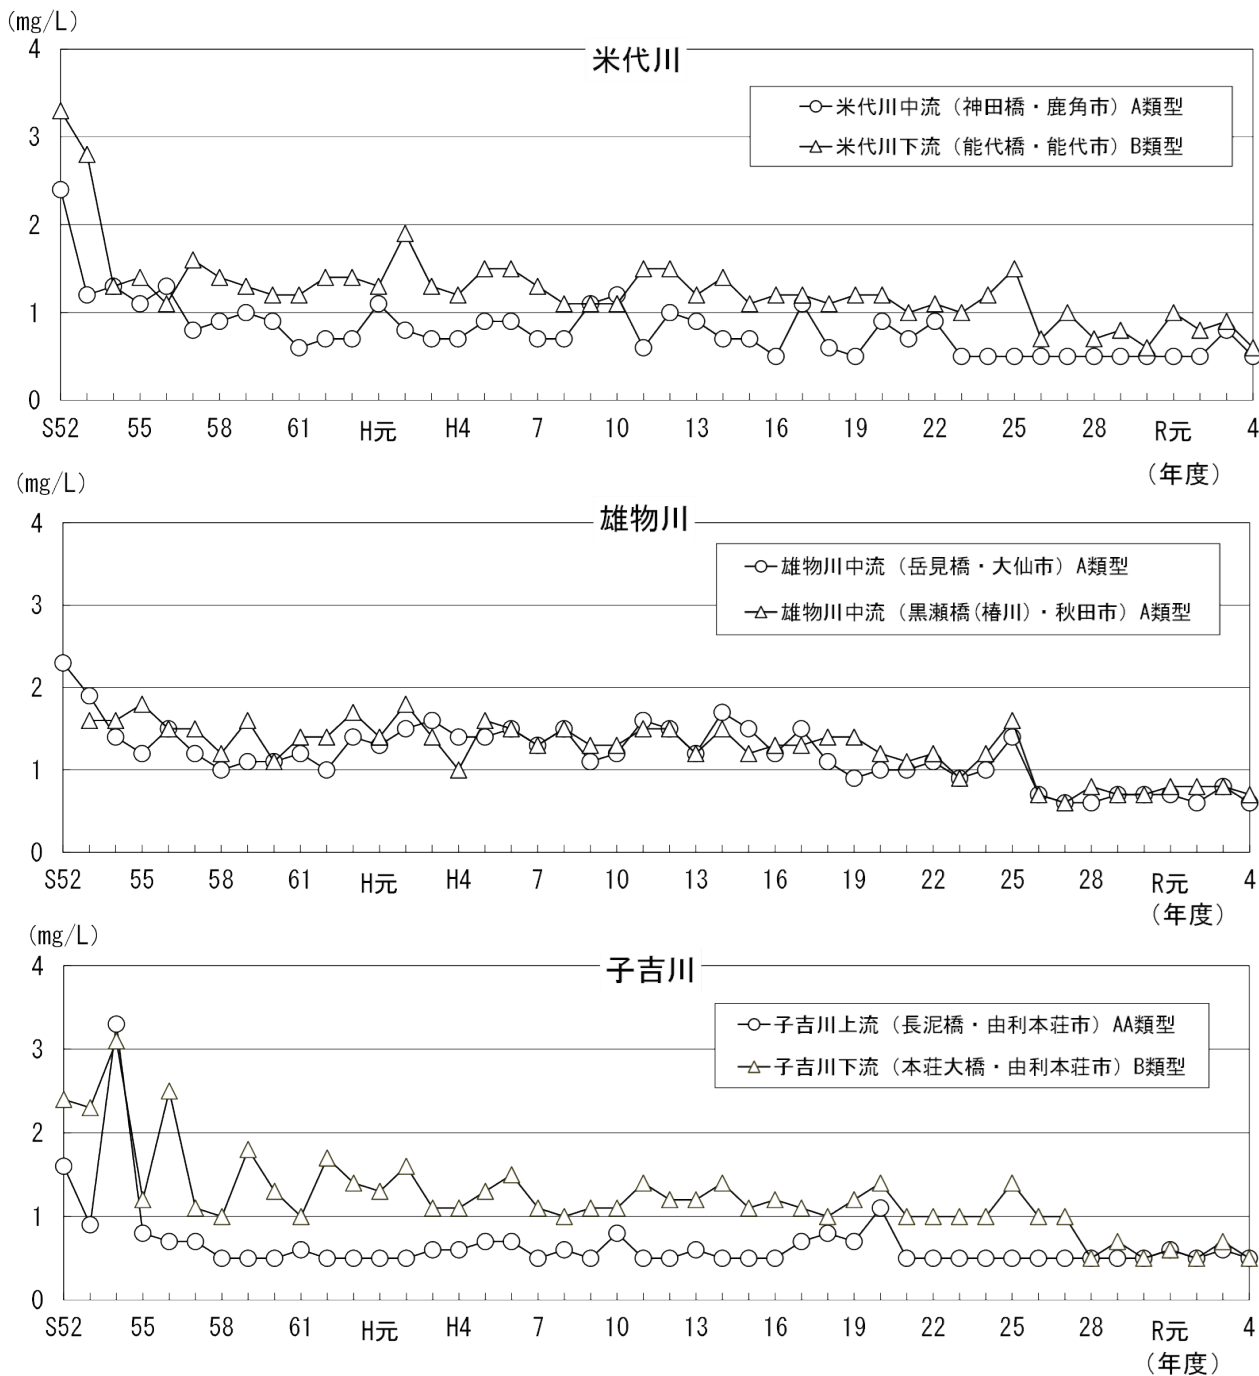 (mg/L)
米代川
4
3
2
1
0
米代川中流（神田橋・鹿角市）A類型
米代川下流（能代橋・能代市）B類型
S52 55 58 61 H元 H4 7 10 13 16 19 22 25 28 R元 4
（年度）
(mg/L)
雄物川
4
3
2
1
0
雄物川中流（岳見橋・大仙市）A類型
雄物川中流（黒瀬橋(椿川)・秋田市）A類型
S52 55 58 61 H元 H4 7 10 13 16 19 22 25 28 R元 4
（年度）
(mg/L)
子吉川
4
3
2
1
0
子吉川上流（長泥橋・由利本荘市）AA類型
子吉川下流（本荘大橋・由利本荘市）B類型
S52 55 58 61 H元 H4 7 10 13 16 19 22 25 28 R元 4
（年度）